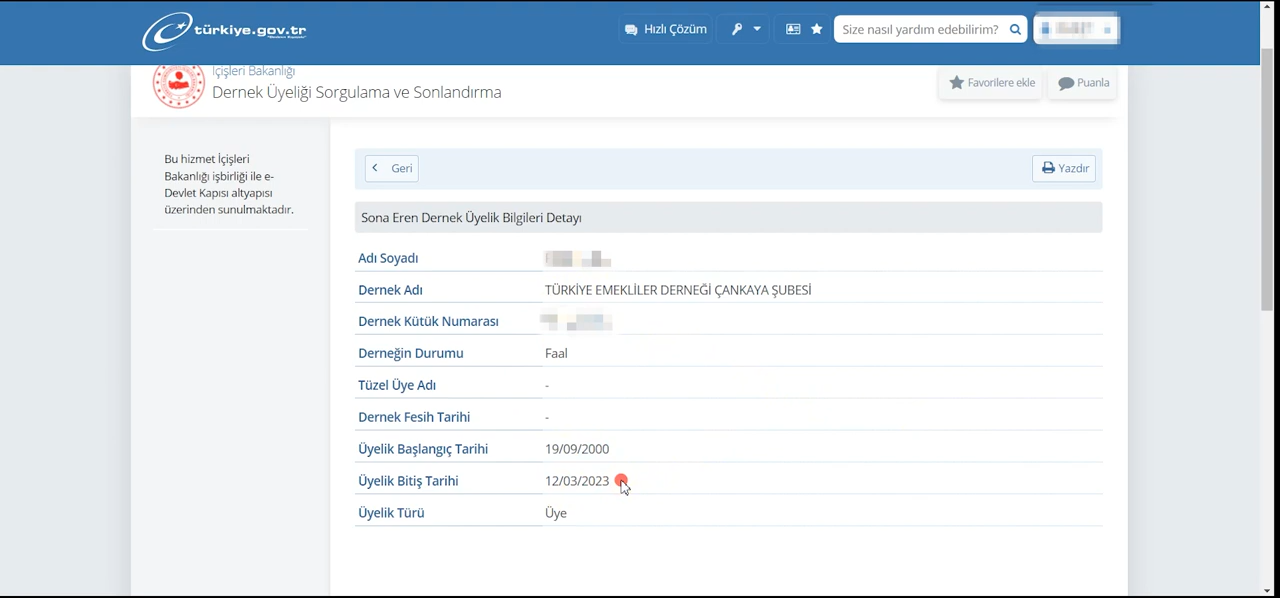 türkiye.gov.tr
Hızlı Çözüm
Size nasıl yardım edebilirim?
İçişleri Bakanlığı
Dernek Üyeliği Sorgulama ve Sonlandırma
Favorilere ekle
Puanla
Bu hizmet İçişleri
Bakanlığı işbirliği ile e-
Devlet Kapısı altyapısı
üzerinden sunulmaktadır.
Geri
Yazdır
Sona Eren Dernek Üyelik Bilgileri Detayı
Adı Soyadı
Dernek Adı TÜRKİYE EMEKLİLER DERNEĞİ ÇANKAYA ŞUBESİ
Dernek Kütük Numarası
Derneğin Durumu Faal
Tüzel Üye Adı -
Dernek Fesih Tarihi -
Üyelik Başlangıç Tarihi 19/09/2000
Üyelik Bitiş Tarihi 12/03/2023
Üyelik Türü Üye